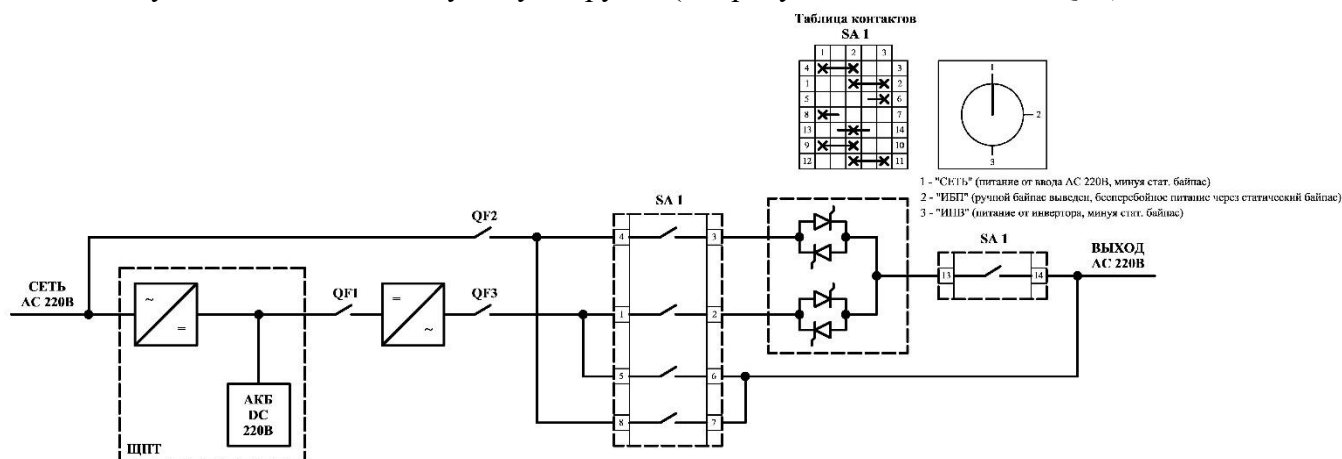 Таблица контактов
SA 1
1 2 3
4 3
1 2
5 6
8 7
13 14
9 10
12 11
1
2
3
1 - "СЕТЬ" (питание от ввода AC 220В, минуя стат. байпас)
2 - "ИБП" (ручной байпас выведен, бесперебойное питание через статический байпас)
3 - "ИНВ" (питание от инвертора, минуя стат. байпас)
SA 1
QF2
4 3
SA 1
ВЫХОД
AC 220В
13 14
СЕТЬ
AC 220В
~
=
QF1
=
~
QF3
1 2
5 6
АКБ
DC
220В
8 7
ЩПТ